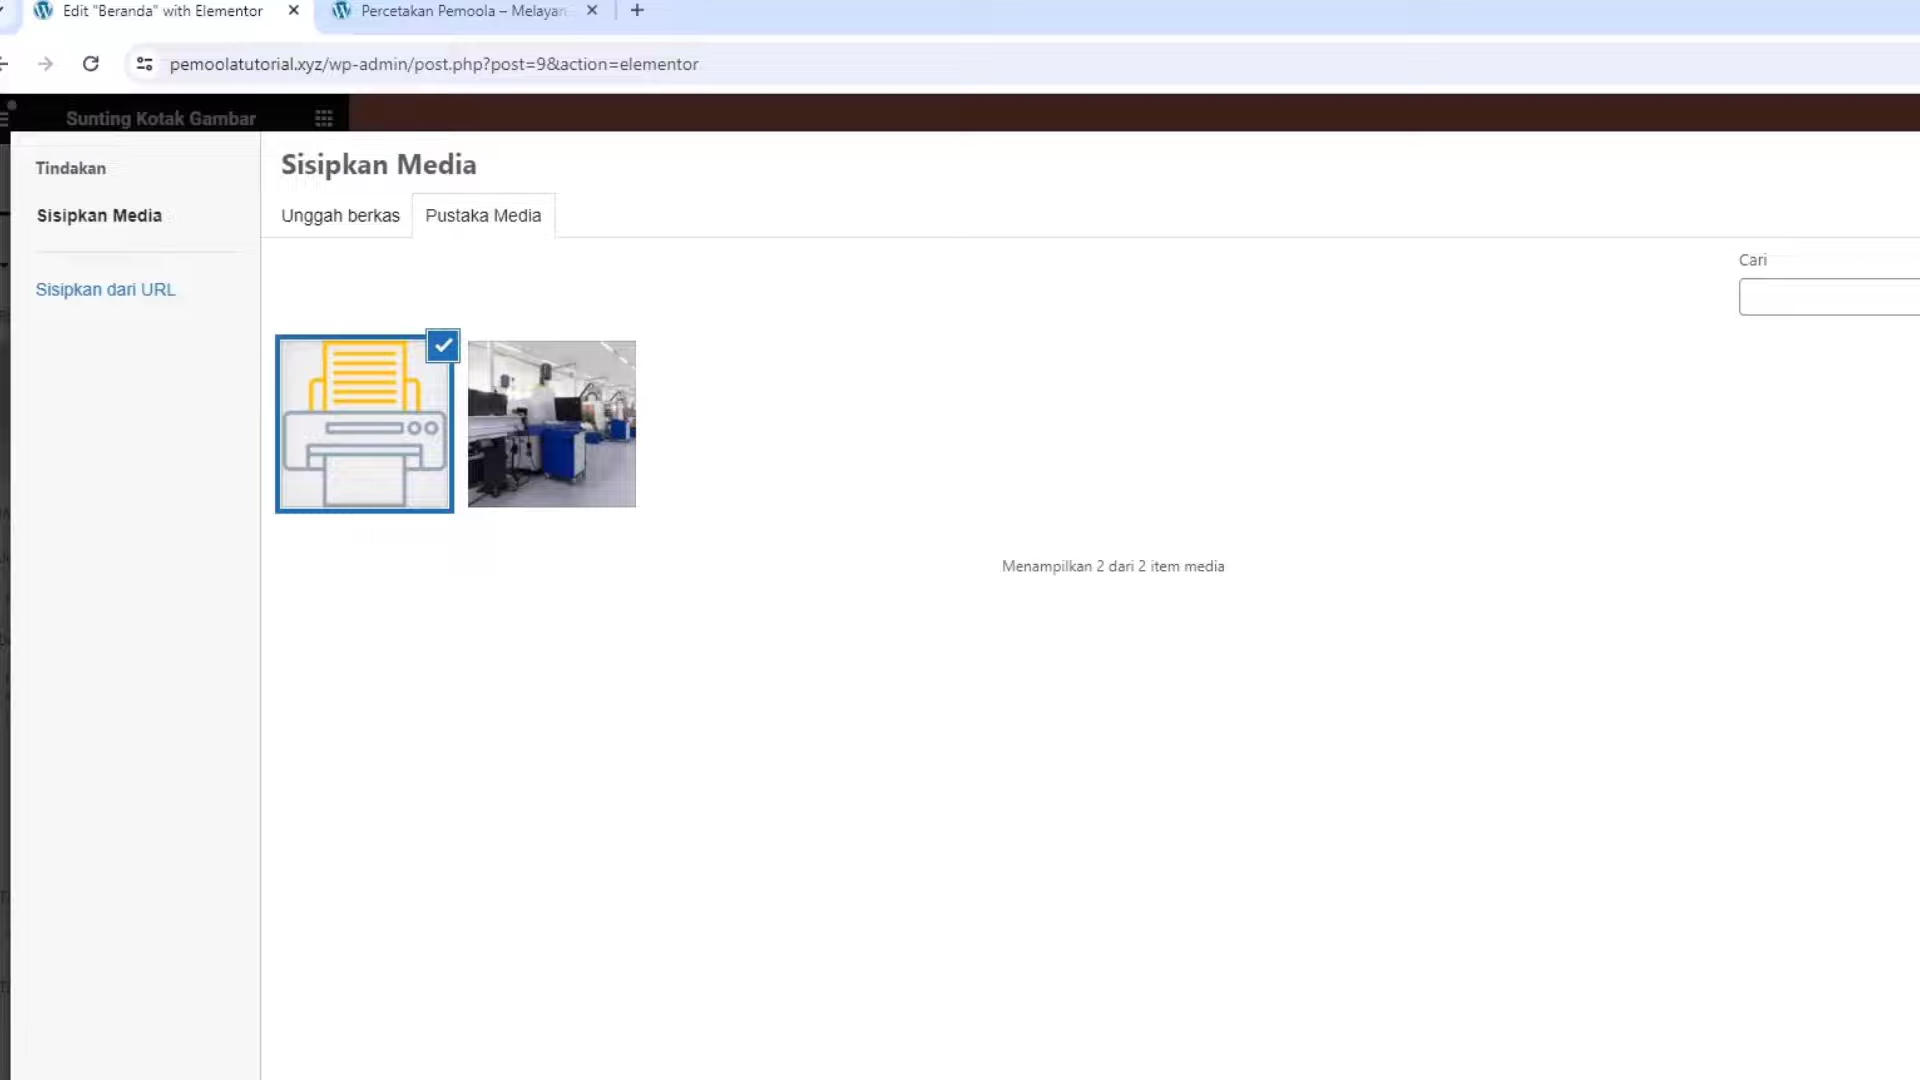 Edit "Beranda" with Elementor
Percetakan Pemoola – Melayan
pemoolatutorial.xyz/wp-admin/post.php?post=9&action=elementor
Sunting Kotak Gambar
Tindakan
Sisipkan Media
Sisipkan dari URL
Sisipkan Media
Unggah berkas
Pustaka Media
Cari
Menampilkan 2 dari 2 item media